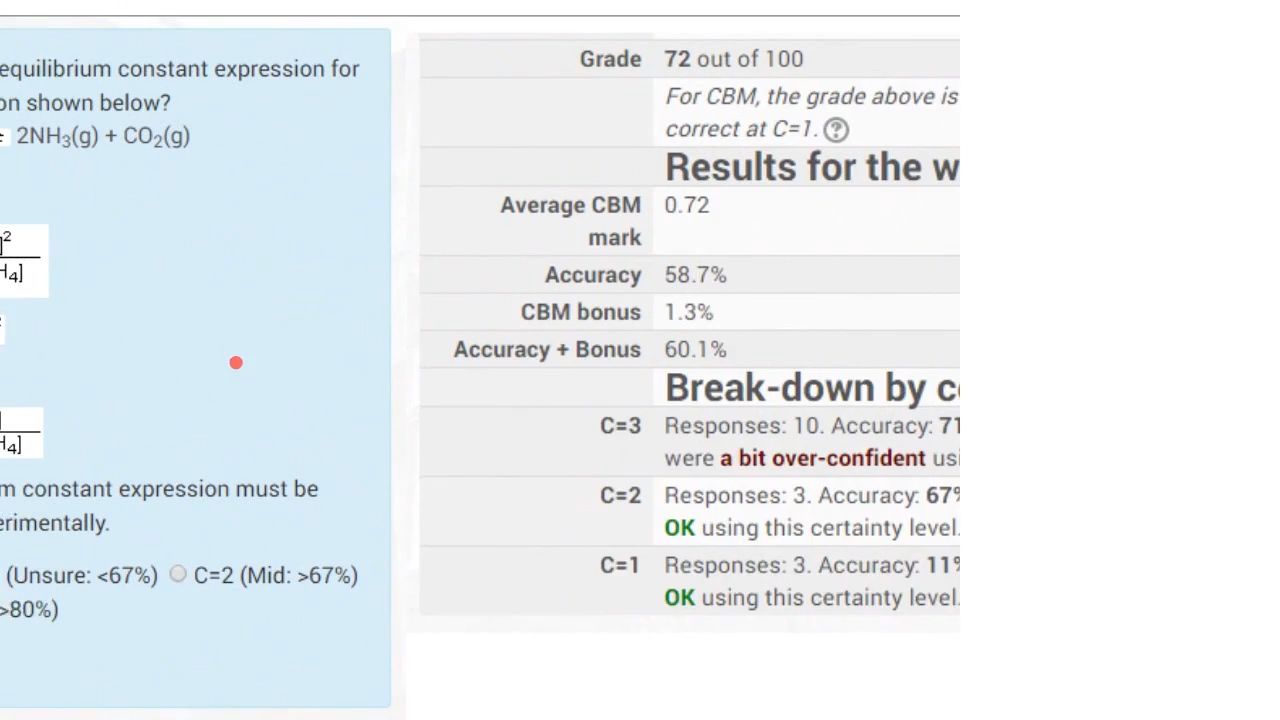 equilibrium constant expression for
on shown below?
2NH₃(g) + CO₂(g)
]²
H₄]
]
H₄]
m constant expression must be
erimentally.
(Unsure: <67%) C=2 (Mid: >67%)
>80%)
Grade 72 out of 100
For CBM, the grade above is
correct at C=1.
Results for the w
Average CBM 0.72
mark
Accuracy 58.7%
CBM bonus 1.3%
Accuracy + Bonus 60.1%
Break-down by c
C=3 Responses: 10. Accuracy: 71
were a bit over-confident usi
C=2 Responses: 3. Accuracy: 67%
OK using this certainty level.
C=1 Responses: 3. Accuracy: 11%
OK using this certainty level.